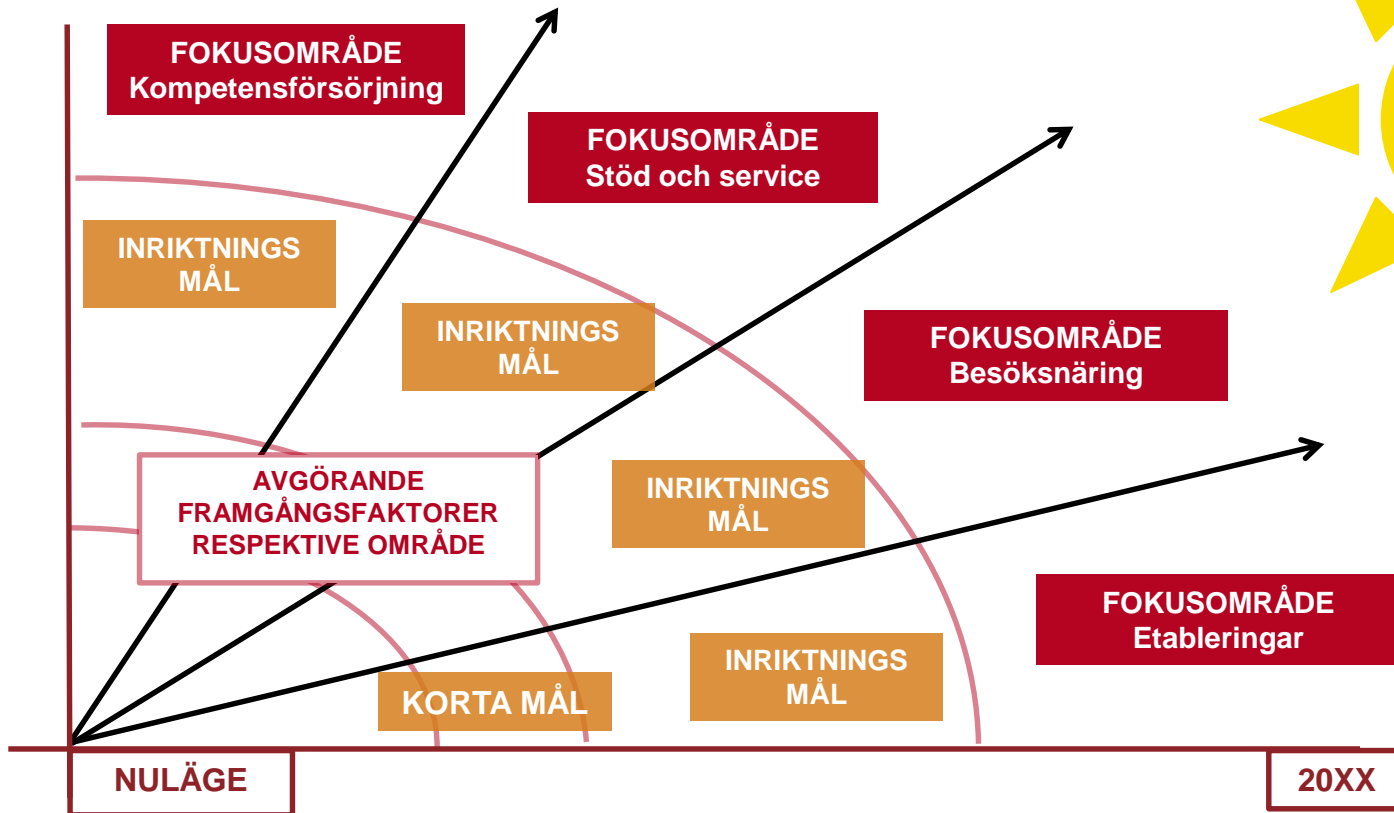 FOKUSOMRÅDE
Kompetensförsörjning
FOKUSOMRÅDE
Stöd och service
INRIKTNINGS
MÅL
INRIKTNINGS
MÅL
FOKUSOMRÅDE
Besöksnäring
AVGÖRANDE
FRAMGÅNGSFAKTORER
RESPEKTIVE OMRÅDE
INRIKTNINGS
MÅL
FOKUSOMRÅDE
Etableringar
INRIKTNINGS
MÅL
KORTA MÅL
NULÄGE
20XX